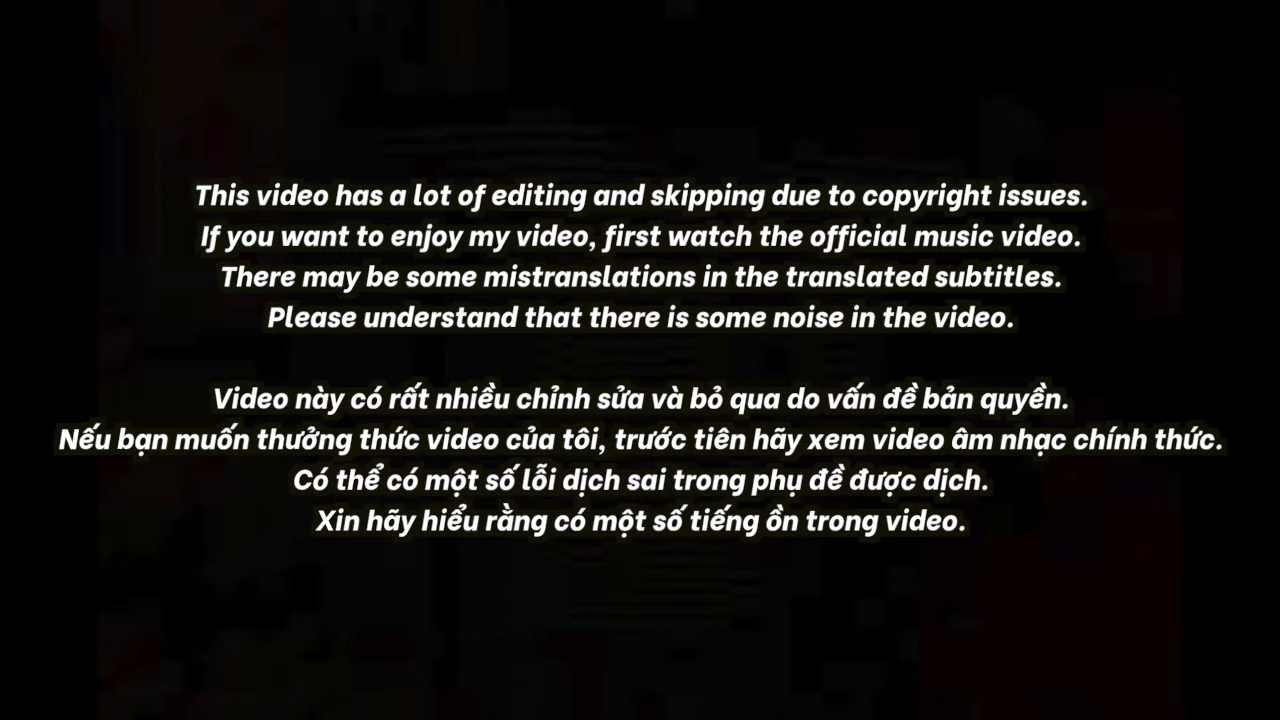 This video has a lot of editing and skipping due to copyright issues.
If you want to enjoy my video, first watch the official music video.
There may be some mistranslations in the translated subtitles.
Please understand that there is some noise in the video.
Video này có rất nhiều chỉnh sửa và bỏ qua do vấn đề bản quyền.
Nếu bạn muốn thưởng thức video của tôi, trước tiên hãy xem video âm nhạc chính thức.
Có thể có một số lỗi dịch sai trong phụ đề được dịch.
Xin hãy hiểu rằng có một số tiếng ồn trong video.